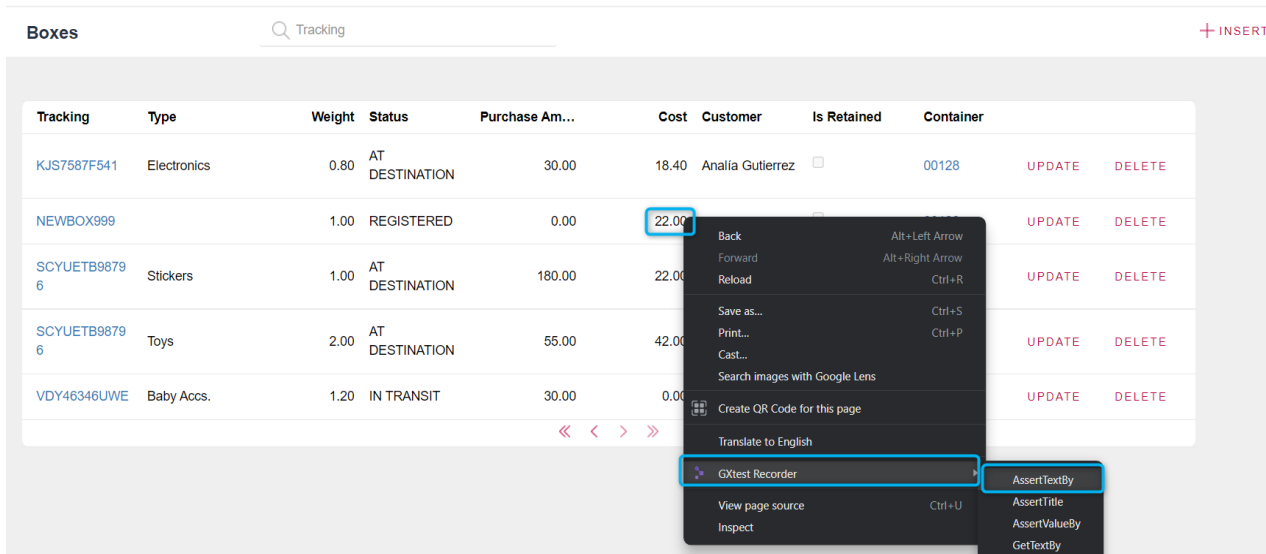 Boxes
Tracking
INSERT
Tracking Type Weight Status Purchase Am... Cost Customer Is Retained Container
KJS7587F541 Electronics 0.80 AT DESTINATION 30.00 18.40 Analía Gutierrez 00128 UPDATE DELETE
NEWBOX999 1.00 REGISTERED 0.00 22.00 UPDATE DELETE
SCYUETB9879
6 Stickers 1.00 AT DESTINATION 180.00 22.00 UPDATE DELETE
SCYUETB9879
6 Toys 2.00 AT DESTINATION 55.00 42.00 UPDATE DELETE
VDY46346UWE Baby Accs. 1.20 IN TRANSIT 30.00 0.00 UPDATE DELETE
Back Alt+Left Arrow
Forward Alt+Right Arrow
Reload Ctrl+R
Save as... Ctrl+S
Print... Ctrl+P
Cast...
Search images with Google Lens
Create QR Code for this page
Translate to English
GXtest Recorder
View page source Ctrl+U
Inspect
AssertTextBy
AssertTitle
AssertValueBy
GetTextBy